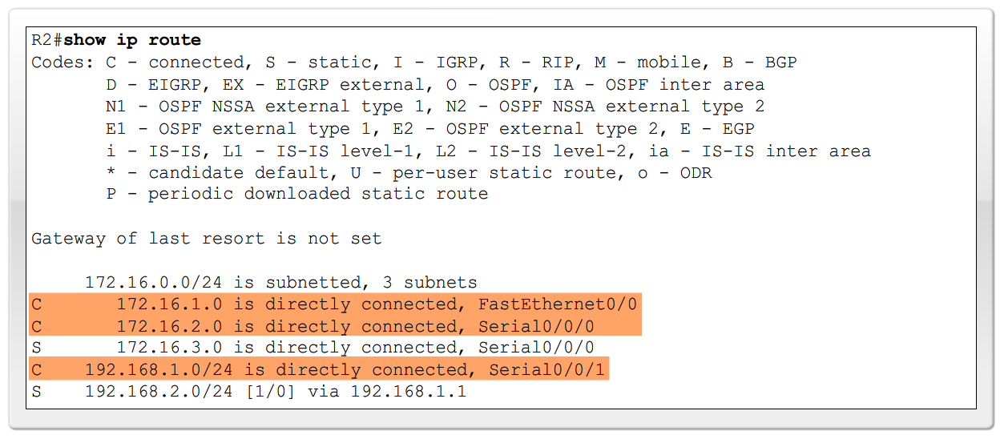 R2#show ip route
Codes: C - connected, S - static, I - IGRP, R - RIP, M - mobile, B - BGP
       D - EIGRP, EX - EIGRP external, O - OSPF, IA - OSPF inter area
       N1 - OSPF NSSA external type 1, N2 - OSPF NSSA external type 2
       E1 - OSPF external type 1, E2 - OSPF external type 2, E - EGP
       i - IS-IS, L1 - IS-IS level-1, L2 - IS-IS level-2, ia - IS-IS inter area
       * - candidate default, U - per-user static route, o - ODR
       P - periodic downloaded static route
Gateway of last resort is not set
     172.16.0.0/24 is subnetted, 3 subnets
C       172.16.1.0 is directly connected, FastEthernet0/0
C       172.16.2.0 is directly connected, Serial0/0/0
S       172.16.3.0 is directly connected, Serial0/0/0
C    192.168.1.0/24 is directly connected, Serial0/0/1
S    192.168.2.0/24 [1/0] via 192.168.1.1